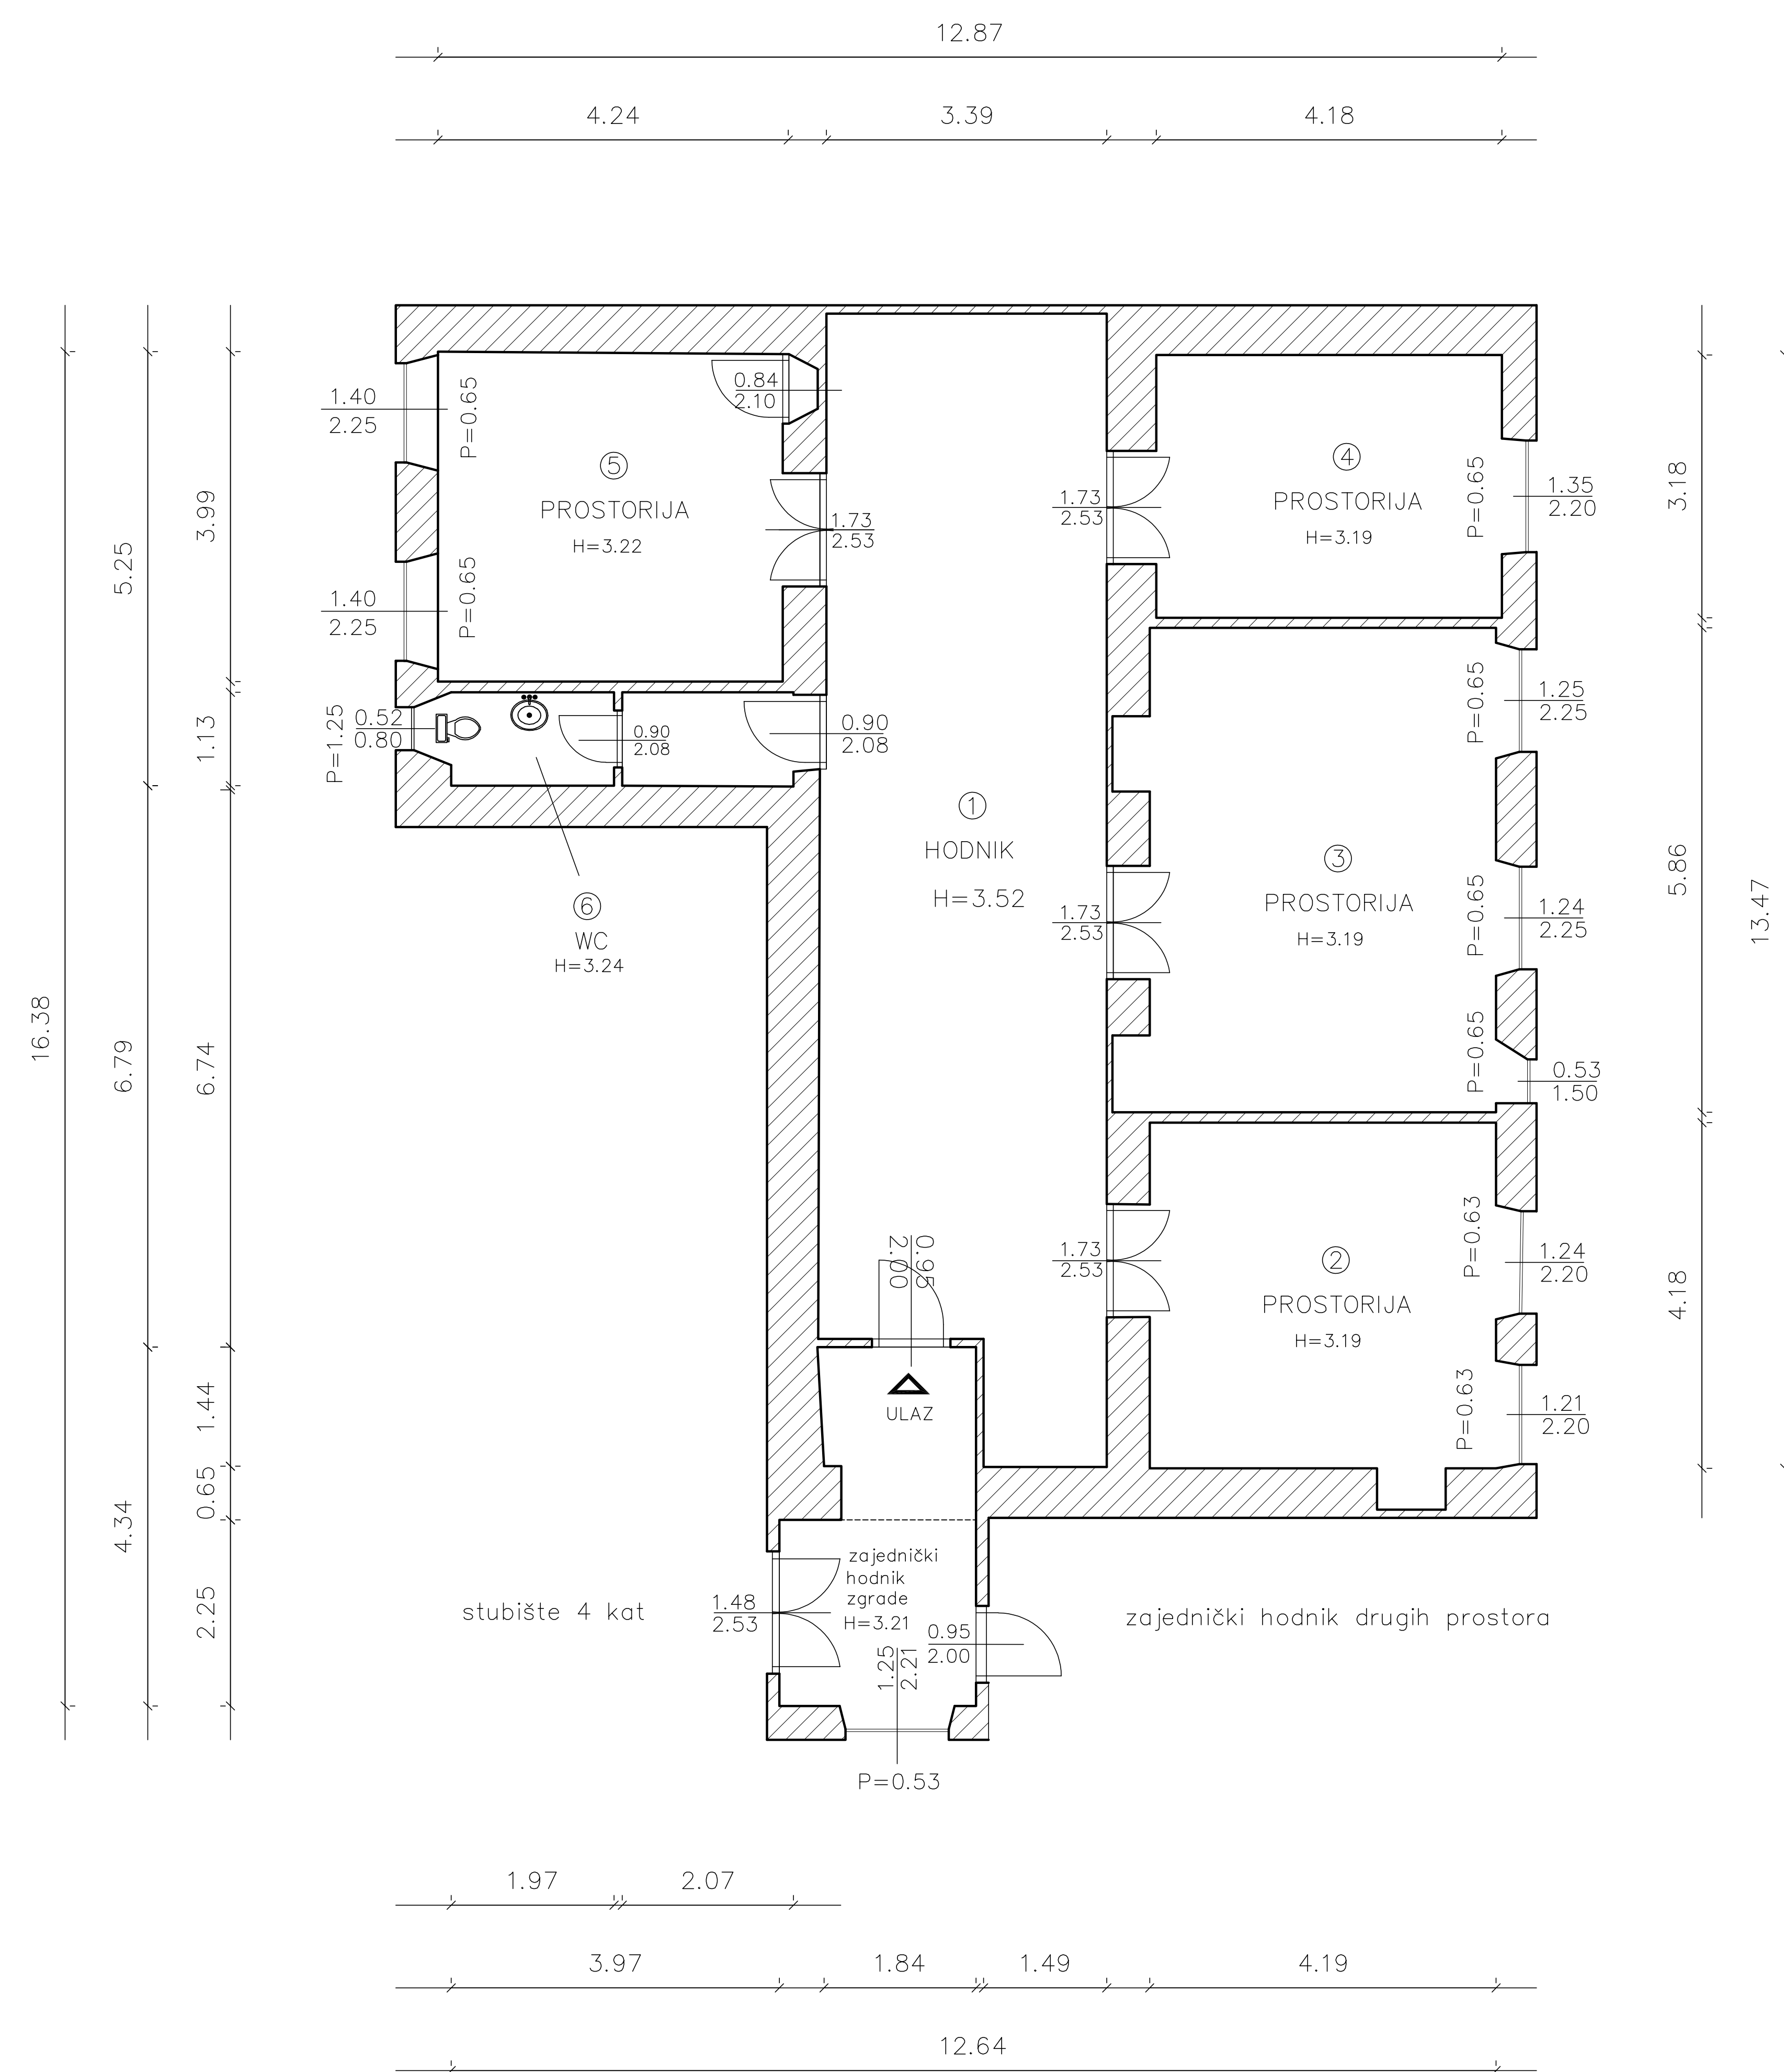 12.87
4.24 3.39 4.18
1.40
2.25
P=0.65
0.84
2.10
5
PROSTORIJA
H=3.22
1.73
2.53
1.40
2.25
P=0.65
1.73
2.53
4
PROSTORIJA
H=3.19
P=0.65
1.35
2.20
3.18
3.99
5.25
1.13
P=1.25
0.52
0.80
0.90
2.08
0.90
2.08
6
WC
H=3.24
1
HODNIK
H=3.52
P=0.65
1.25
2.25
3
PROSTORIJA
H=3.19
1.73
2.53
P=0.65
1.24
2.25
P=0.65
0.53
1.50
5.86
13.47
16.38
6.79
6.74
0.95
2.00
1.73
2.53
2
PROSTORIJA
H=3.19
P=0.63
1.24
2.20
P=0.63
1.21
2.20
4.18
ULAZ
1.44
0.65
4.34
2.25
stubište 4 kat
1.48
2.53
zajednički
hodnik
zgrade
H=3.21
0.95
2.00
1.25
2.21
P=0.53
zajednički hodnik drugih prostora
1.97 2.07
3.97 1.84 1.49 4.19
12.64